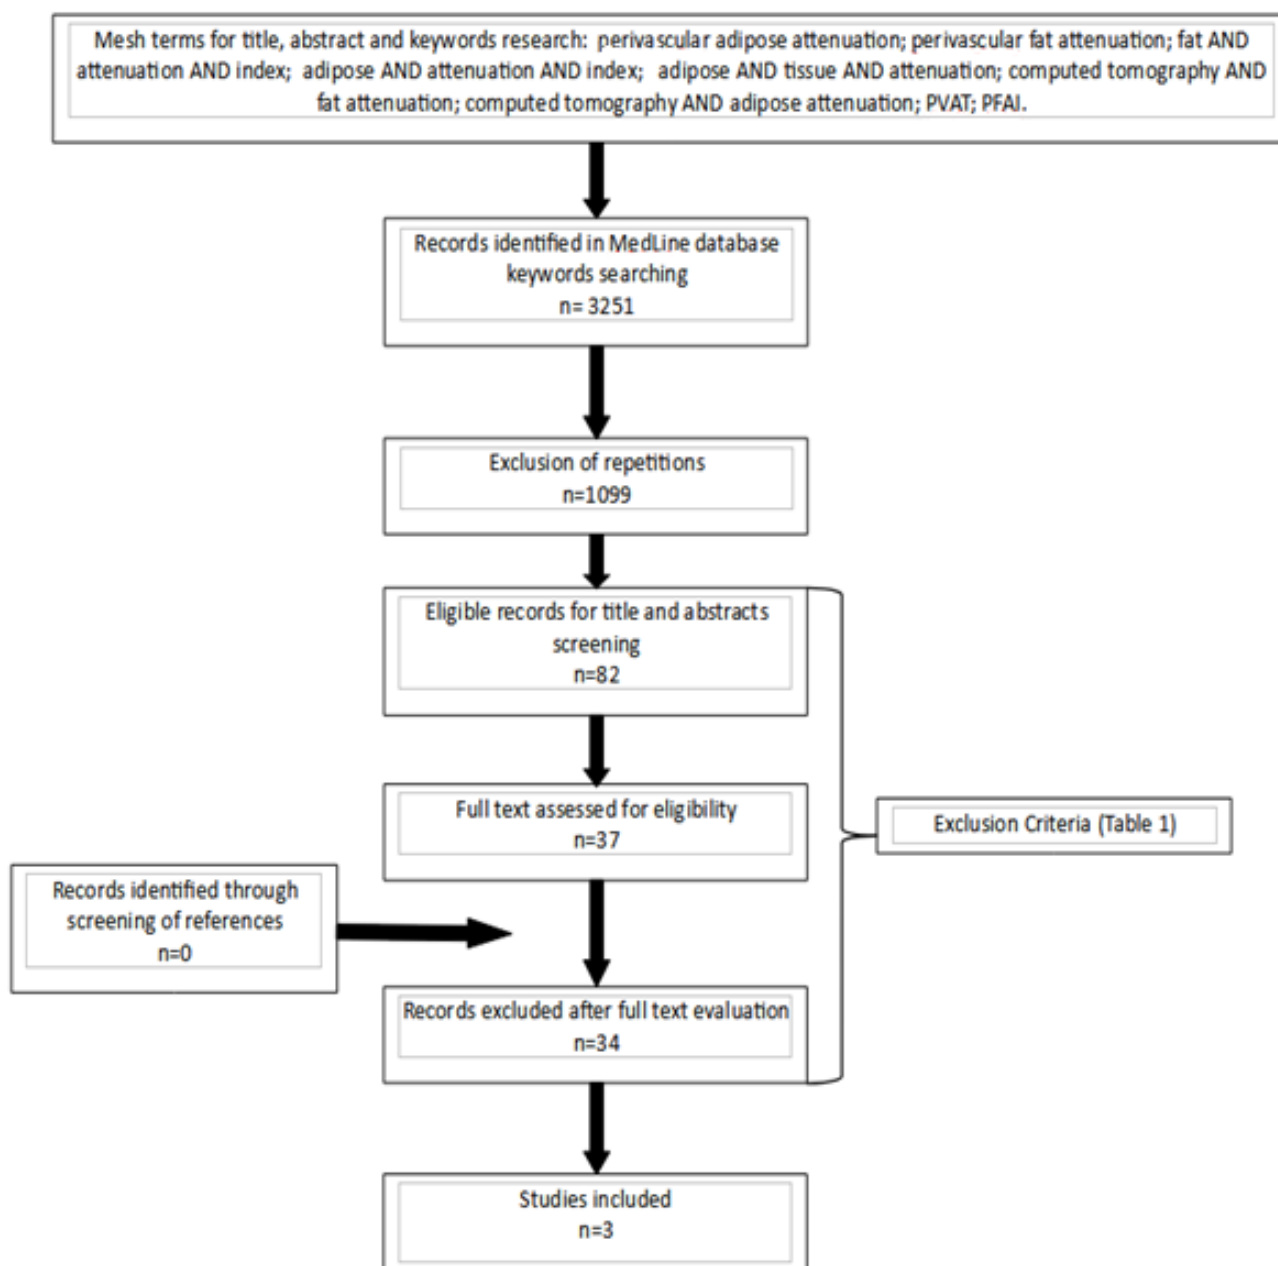 Mesh terms for title, abstract and keywords research: perivascular adipose attenuation; perivascular fat attenuation; fat AND
attenuation AND index; adipose AND attenuation AND index; adipose AND tissue AND attenuation; computed tomography AND
fat attenuation; computed tomography AND adipose attenuation; PVAT; PFAI.
Records identified in MedLine database
keywords searching
n= 3251
Exclusion of repetitions
n=1099
Eligible records for title and abstracts
screening
n=82
Full text assessed for eligibility
n=37
Exclusion Criteria (Table 1)
Records identified through
screening of references
n=0
Records excluded after full text evaluation
n=34
Studies included
n=3